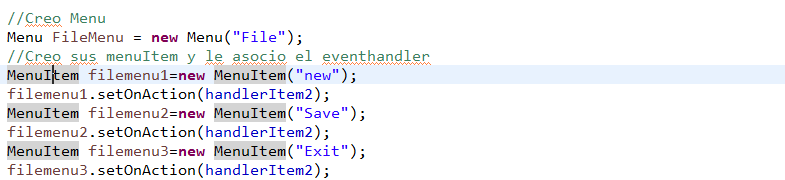 //Creo Menu
Menu FileMenu = new Menu("File");
//Creo sus menuItem y le asocio el eventhandler
MenuItem filemenu1=new MenuItem("new");
filemenu1.setOnAction(handlerItem2);
MenuItem filemenu2=new MenuItem("Save");
filemenu2.setOnAction(handlerItem2);
MenuItem filemenu3=new MenuItem("Exit");
filemenu3.setOnAction(handlerItem2);